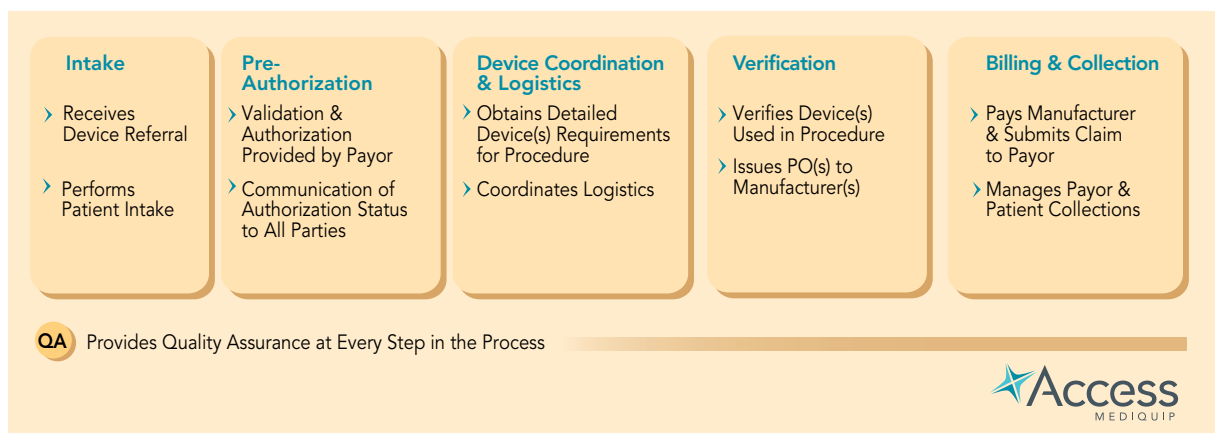 Intake
Receives
Device Referral
Performs
Patient Intake
Pre-
Authorization
Validation &
Authorization
Provided by Payor
Communication of
Authorization Status
to All Parties
Device Coordination
& Logistics
Obtains Detailed
Device(s) Requirements
for Procedure
Coordinates Logistics
Verification
Verifies Device(s)
Used in Procedure
Issues PO(s) to
Manufacturer(s)
Billing & Collection
Pays Manufacturer
& Submits Claim
to Payor
Manages Payor &
Patient Collections
QA Provides Quality Assurance at Every Step in the Process
Access
MEDIQUIP